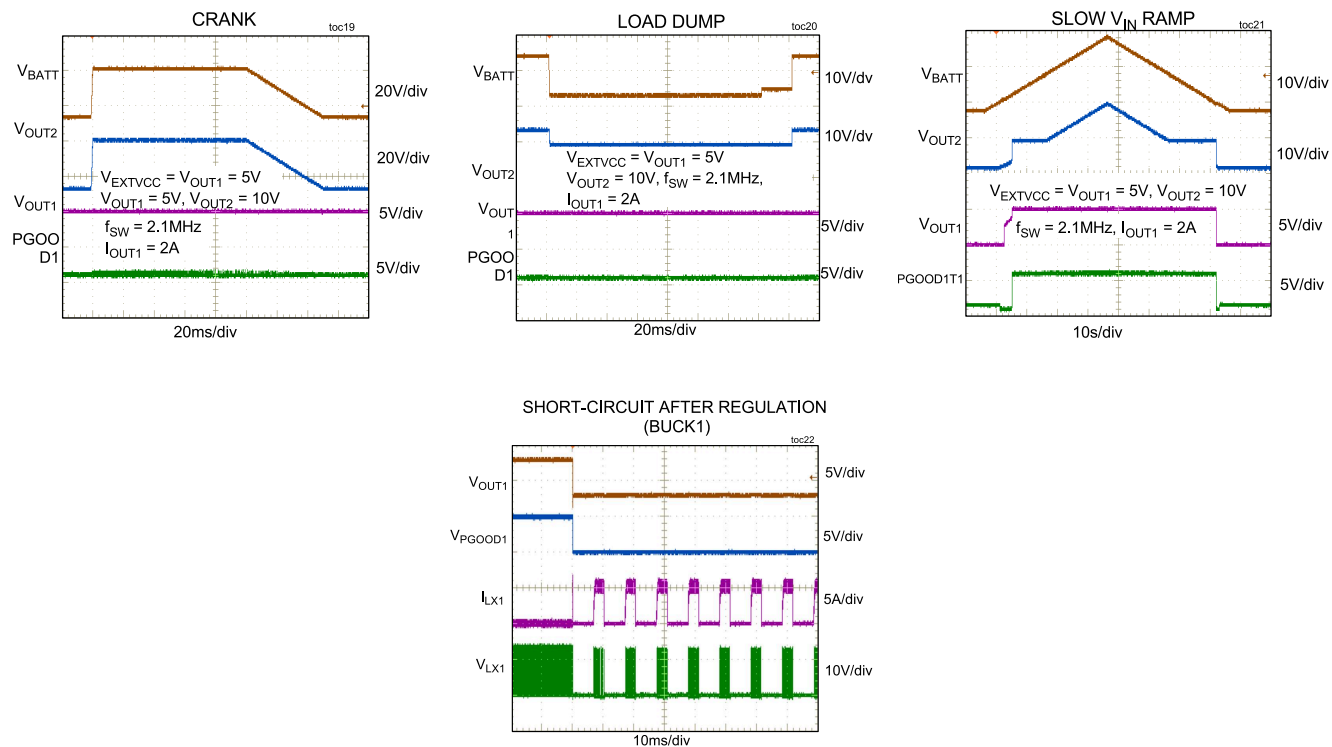 CRANK
toc19
VBATT
20V/div
VOUT2
20V/div
VEXTVCC = VOUT1 = 5V
VOUT1 = 5V, VOUT2 = 10V
VOUT1
5V/div
fSW = 2.1MHz
IOUT1 = 2A
PGOO
D1
5V/div
20ms/div
LOAD DUMP
toc20
VBATT
10V/dv
10V/dv
VEXTVCC = VOUT1 = 5V
VOUT2
VOUT2 = 10V, fSW = 2.1MHz,
IOUT1 = 2A
VOUT
1
5V/div
PGOO
D1
5V/div
20ms/div
SLOW VIN RAMP
toc21
VBATT
10V/div
VOUT2
10V/div
VEXTVCC = VOUT1 = 5V, VOUT2 = 10V
VOUT1
5V/div
fSW = 2.1MHz, IOUT1 = 2A
PGOOD1T1
5V/div
10s/div
SHORT-CIRCUIT AFTER REGULATION
(BUCK1)
toc22
VOUT1
5V/div
VPGOOD1
5V/div
ILX1
5A/div
VLX1
10V/div
10ms/div